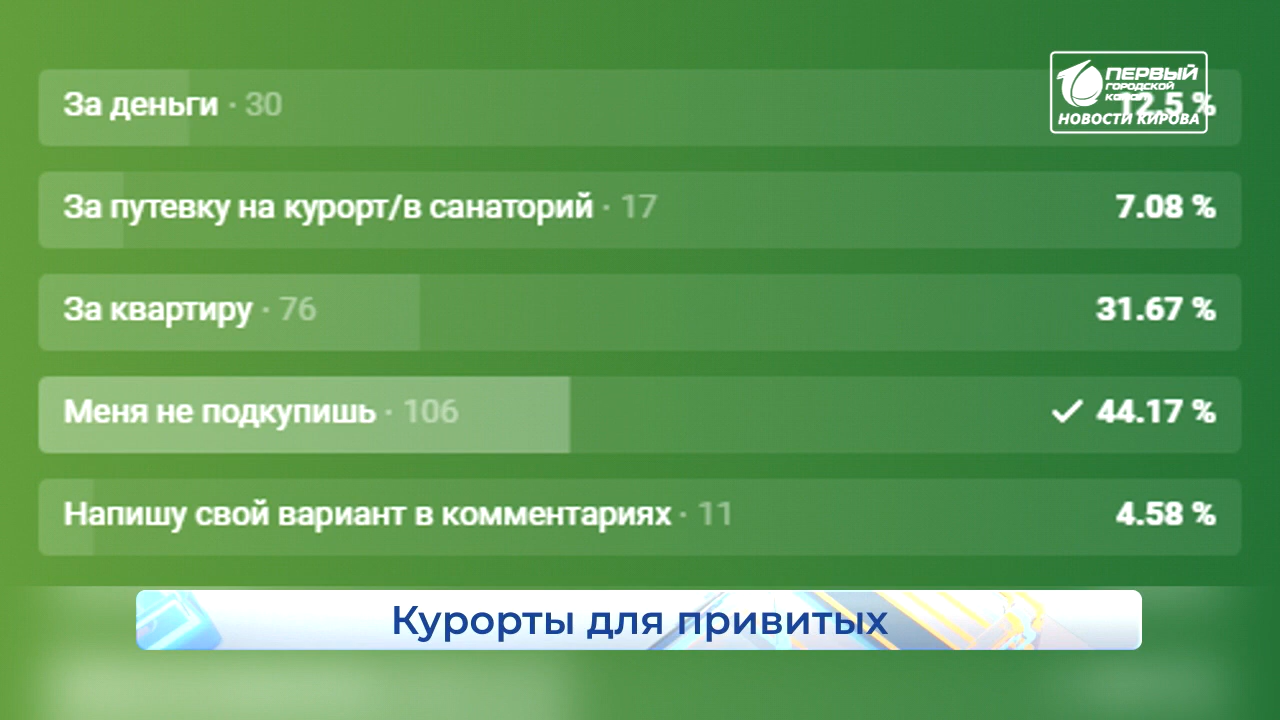 ПЕРВЫЙ
ГОРОДСКОЙ
НОВОСТИ КИРОВА
За деньги · 30 12.5 %
За путевку на курорт/в санаторий · 17 7.08 %
За квартиру · 76 31.67 %
Меня не подкупишь · 106 44.17 %
Напишу свой вариант в комментариях · 11 4.58 %
Курорты для привитых